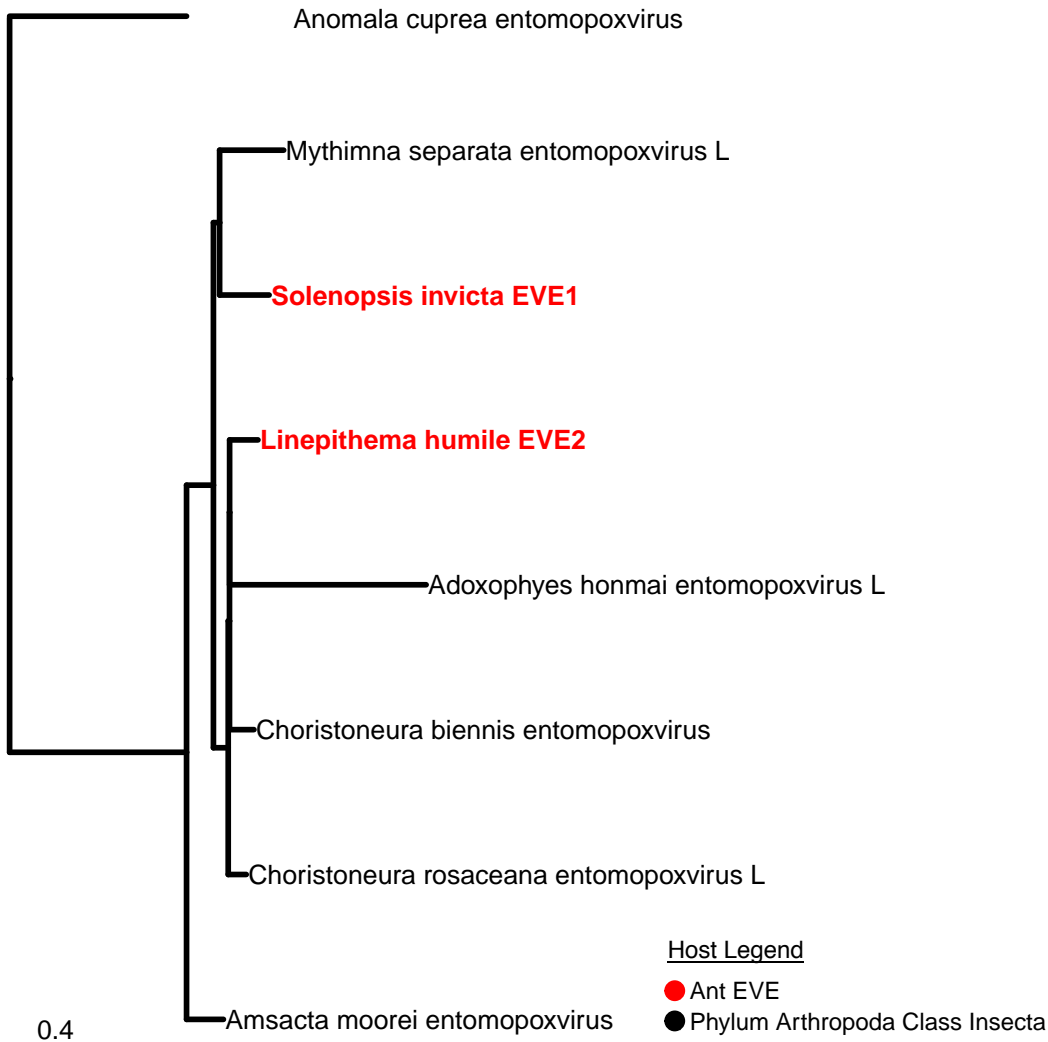 Anomala cuprea entomopoxvirus
Mythimna separata entomopoxvirus L
Solenopsis invicta EVE1
Linepithema humile EVE2
Adoxophyes honmai entomopoxvirus L
Choristoneura biennis entomopoxvirus
Choristoneura rosaceana entomopoxvirus L
Host Legend
Ant EVE
Amsacta moorei entomopoxvirus
Phylum Arthropoda Class Insecta
0.4